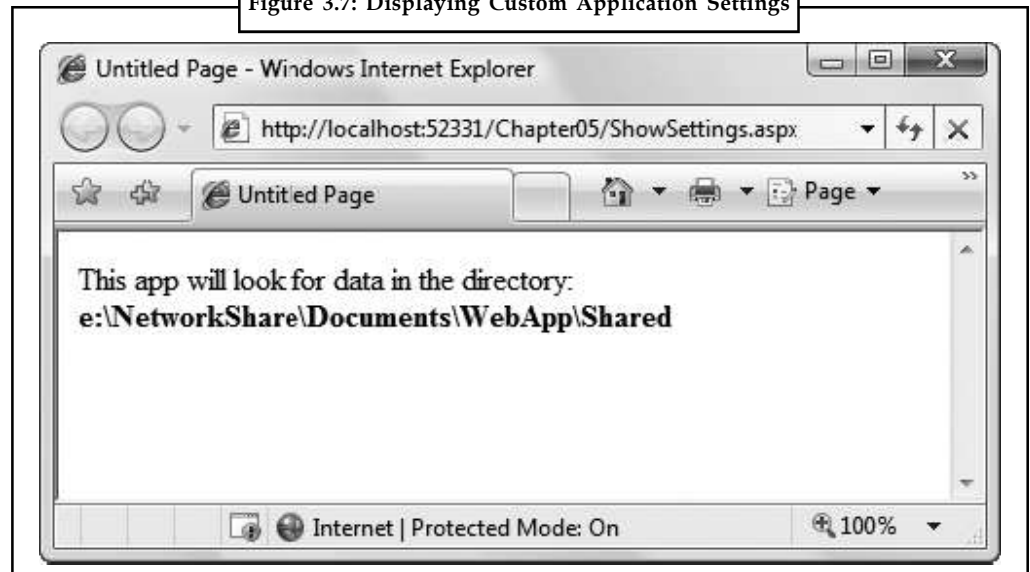 Figure 3.7: Displaying Custom Application Settings
Untitled Page - Windows Internet Explorer
http://localhost:52331/Chapter05/ShowSettings.aspx
Untitled Page
Page
This app will look for data in the directory:
e:\NetworkShare\Documents\WebApp\Shared
Internet | Protected Mode: On
100%